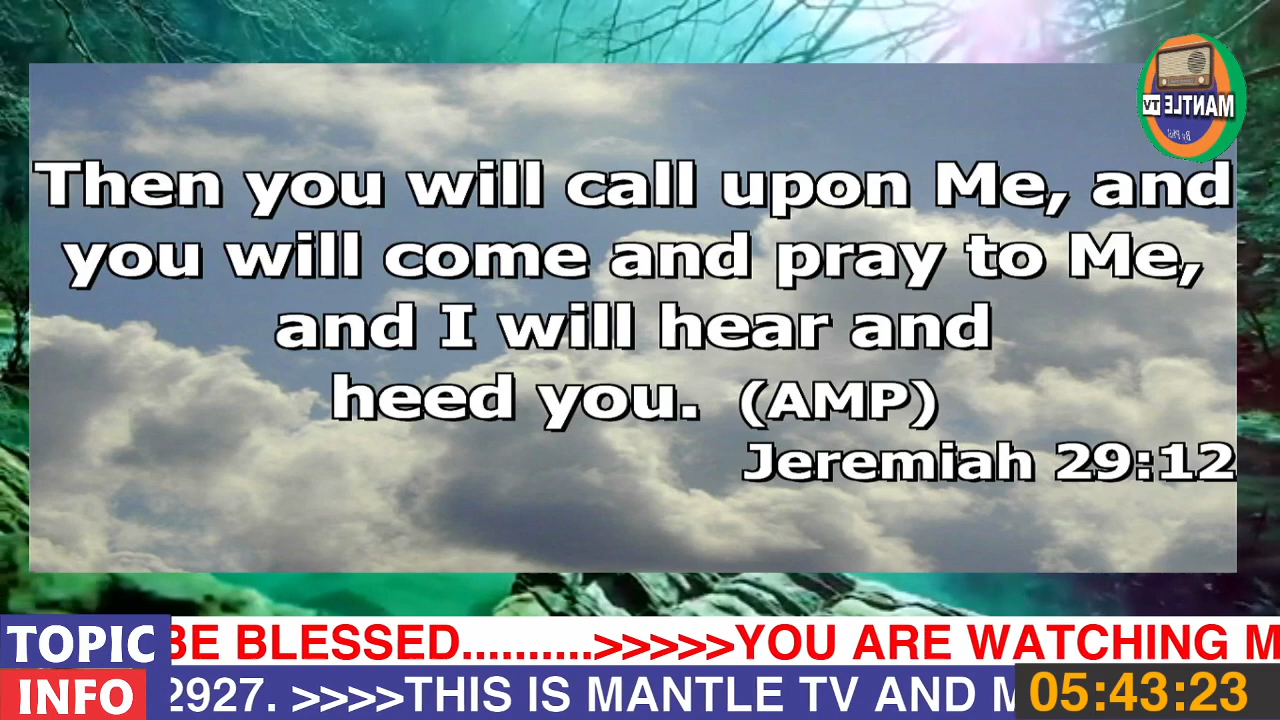 MANTLE TV
By Phil
Then you will call upon Me, and
you will come and pray to Me,
and I will hear and
heed you. (AMP)
Jeremiah 29:12
TOPIC BE BLESSED..........>>>>>YOU ARE WATCHING M
INFO 2927. >>>>THIS IS MANTLE TV AND M 05:43:23